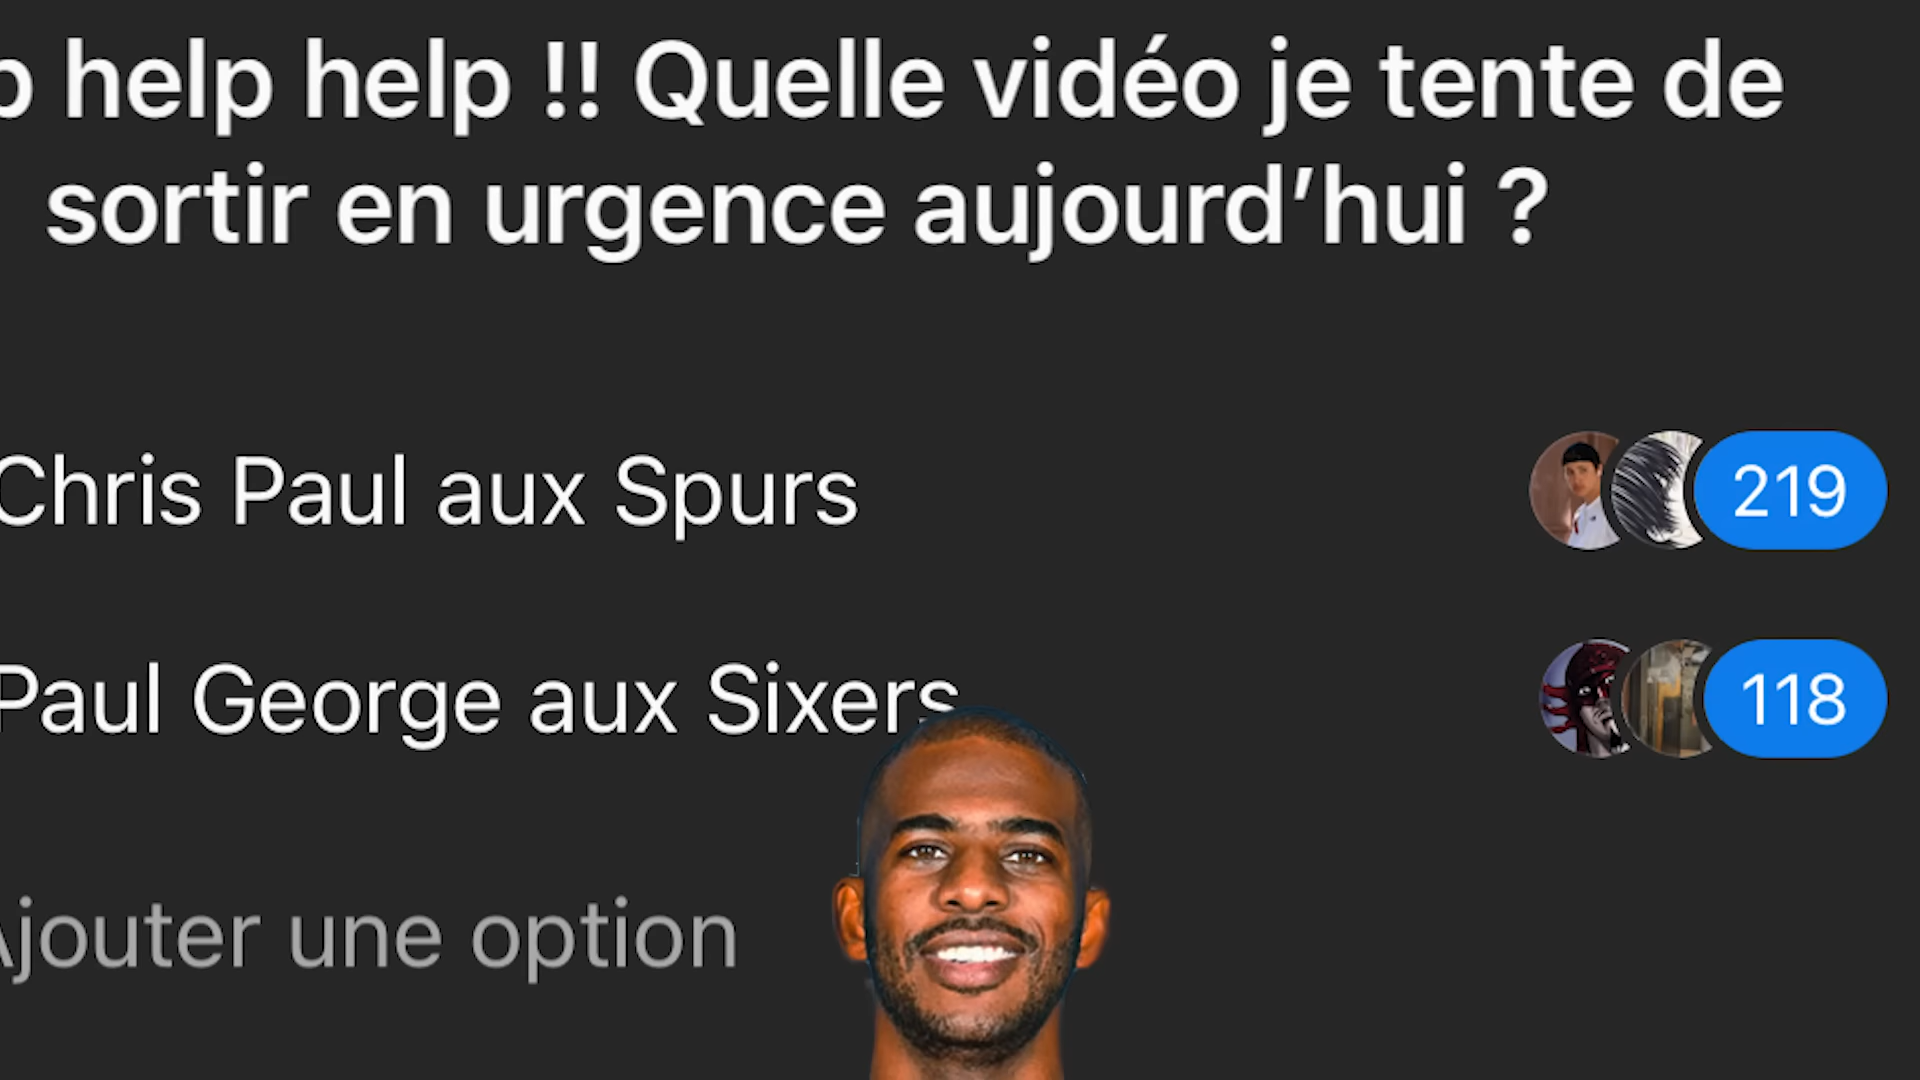 p help help !! Quelle vidéo je tente de
sortir en urgence aujourd’hui ?
Chris Paul aux Spurs
219
Paul George aux Sixers
118
Ajouter une option